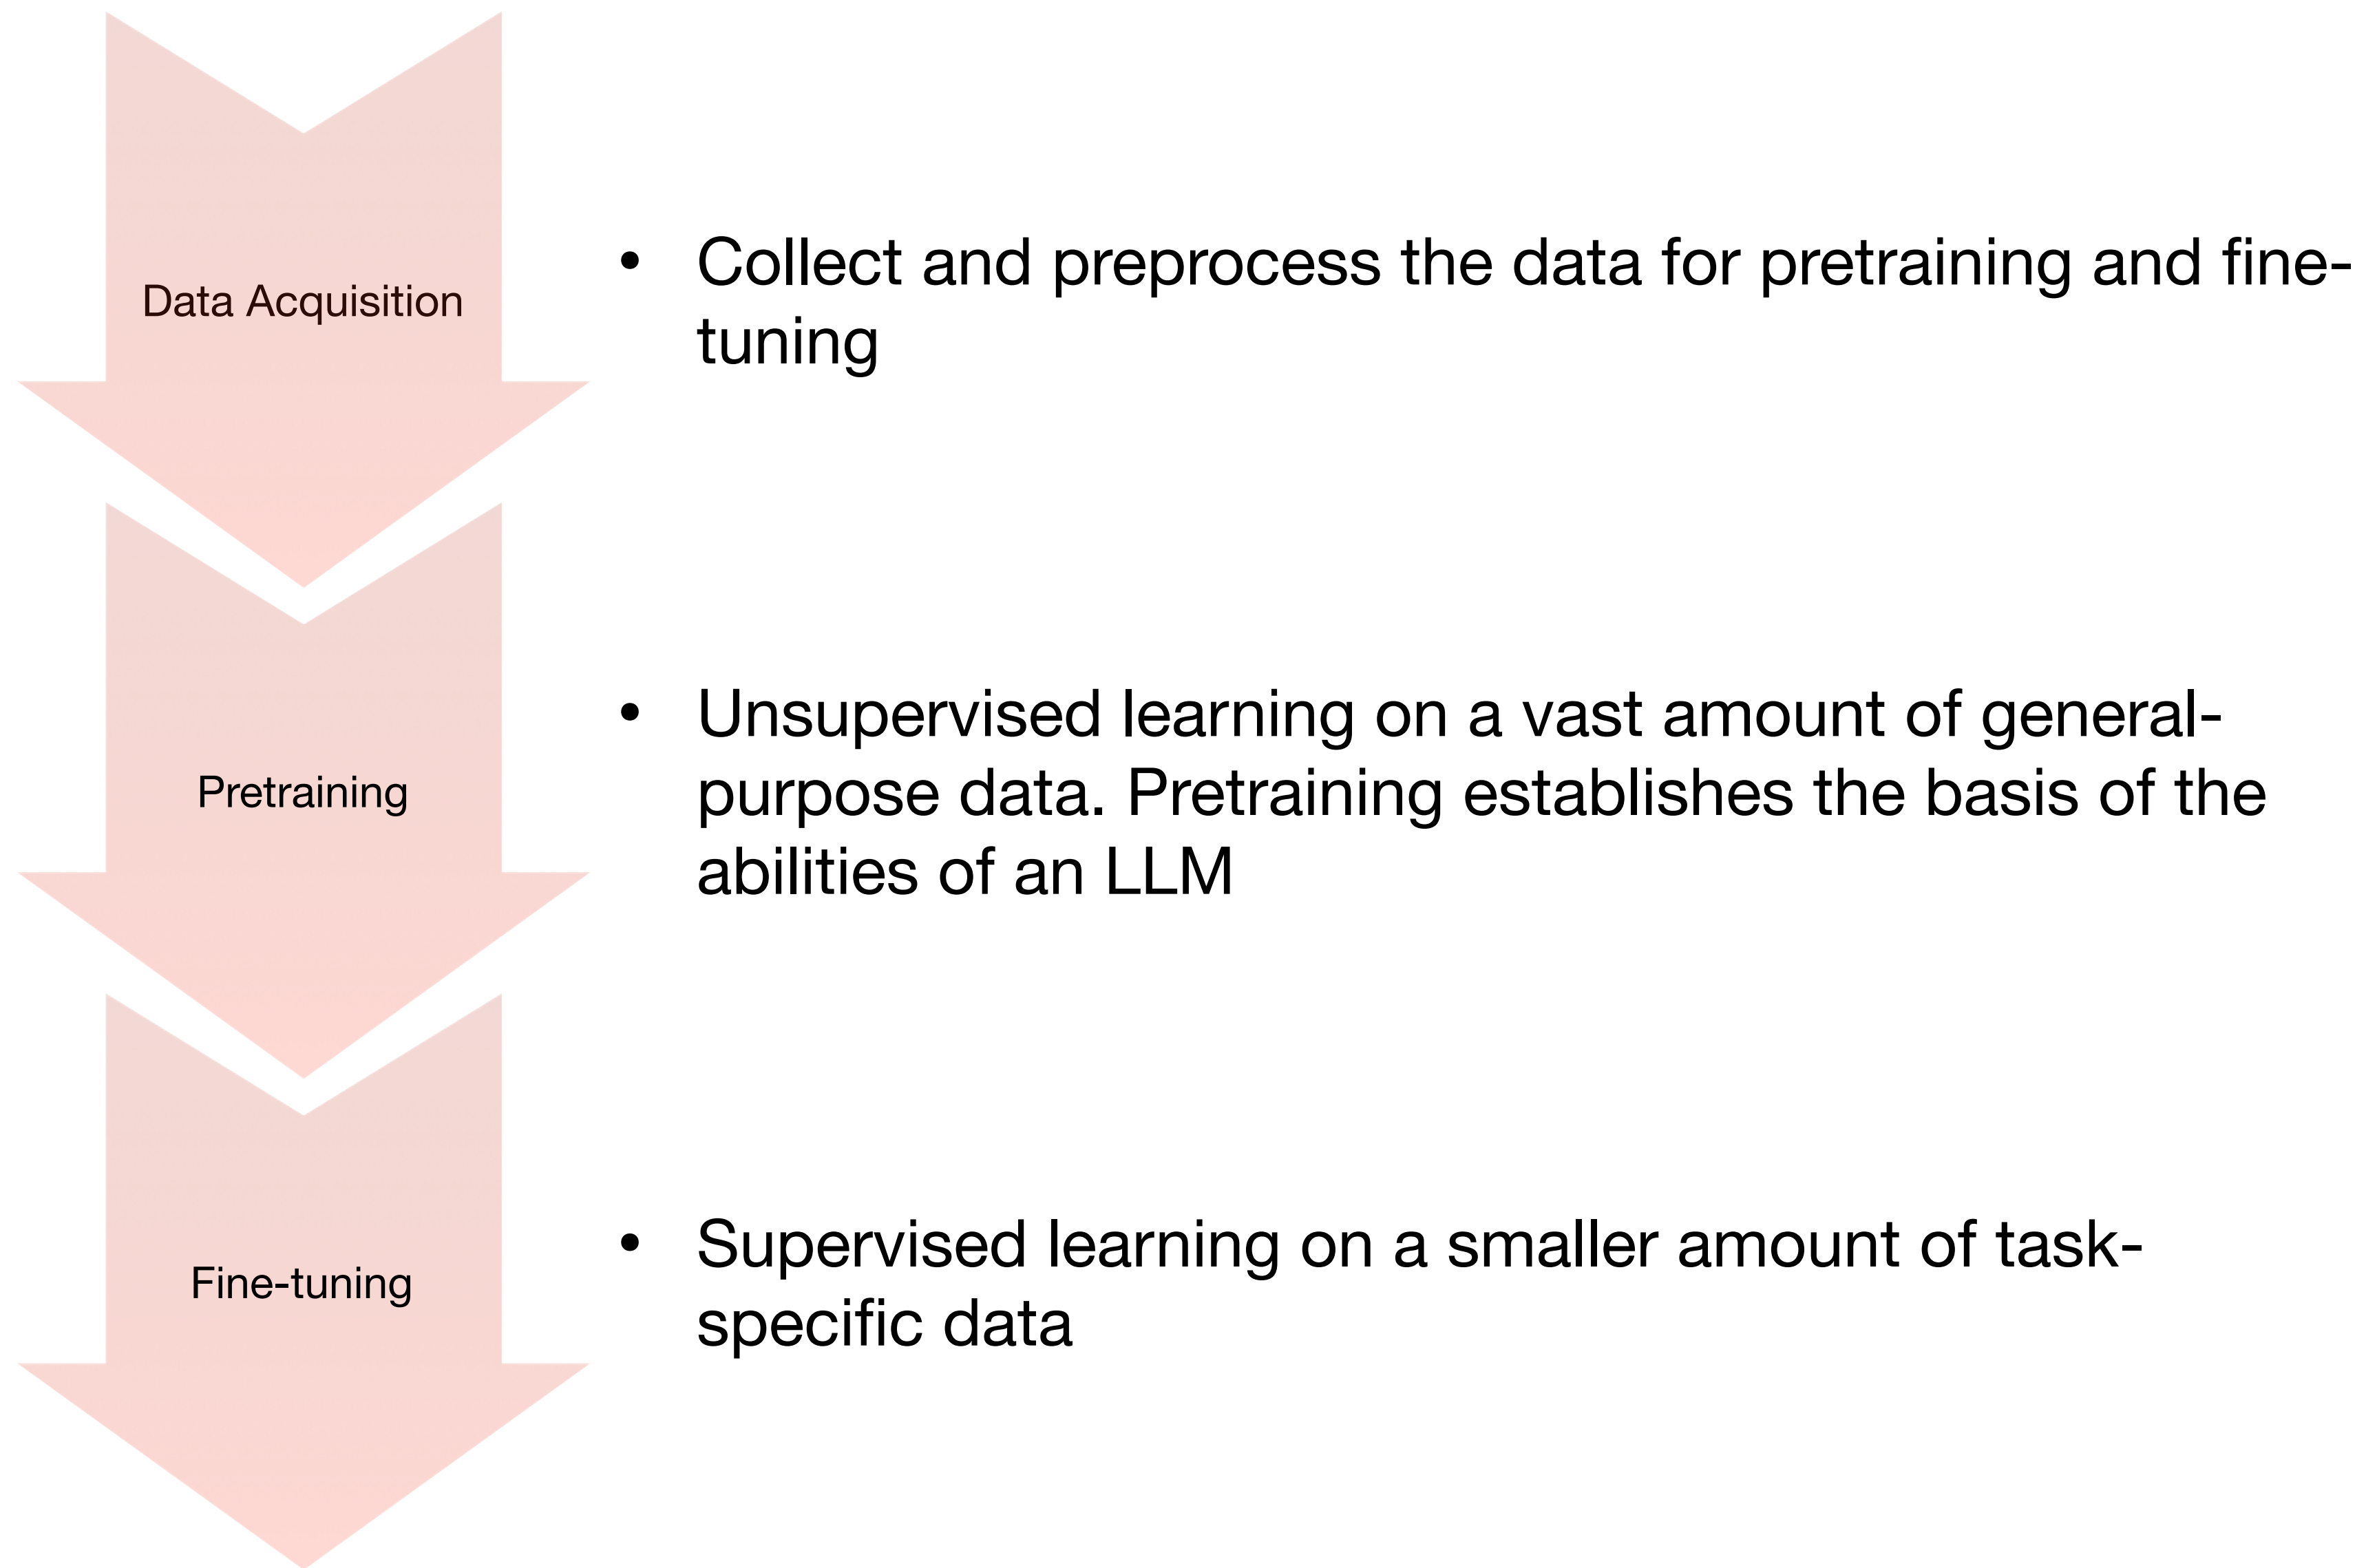 Data Acquisition
• Collect and preprocess the data for pretraining and fine-
tuning
Pretraining
• Unsupervised learning on a vast amount of general-
purpose data. Pretraining establishes the basis of the
abilities of an LLM
Fine-tuning
• Supervised learning on a smaller amount of task-
specific data